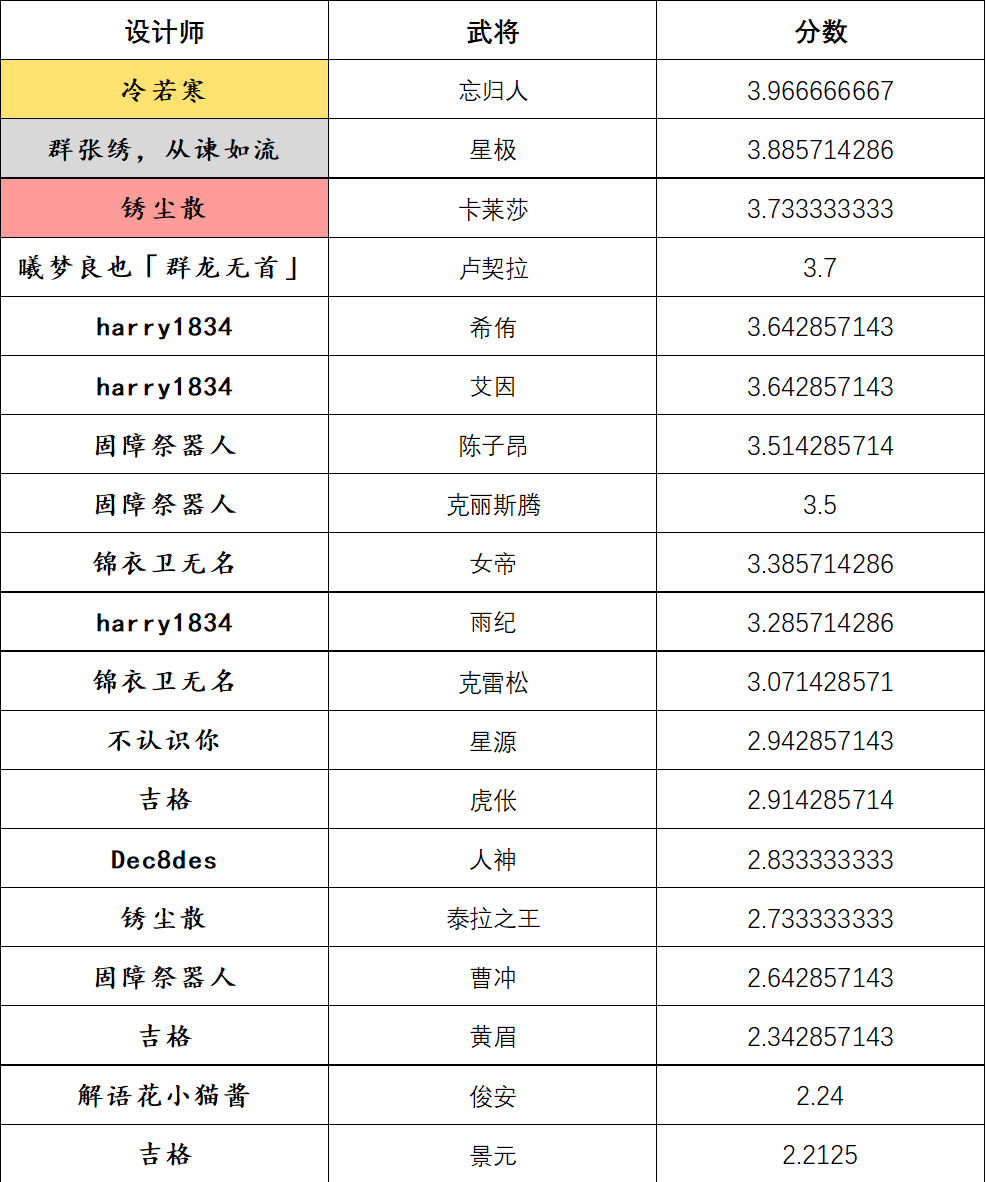 设计师 武将 分数
冷若寒 忘归人 3.966666667
群张绣，从谏如流 星极 3.885714286
锈尘散 卡莱莎 3.733333333
曦梦良也「群龙无首」 卢契拉 3.7
harry1834 希侑 3.642857143
harry1834 艾因 3.642857143
固障祭器人 陈子昂 3.514285714
固障祭器人 克丽斯腾 3.5
锦衣卫无名 女帝 3.385714286
harry1834 雨纪 3.285714286
锦衣卫无名 克雷松 3.071428571
不认识你 星源 2.942857143
吉格 虎伥 2.914285714
Dec8des 人神 2.833333333
锈尘散 泰拉之王 2.733333333
固障祭器人 曹冲 2.642857143
吉格 黄眉 2.342857143
解语花小猫酱 俊安 2.24
吉格 景元 2.2125